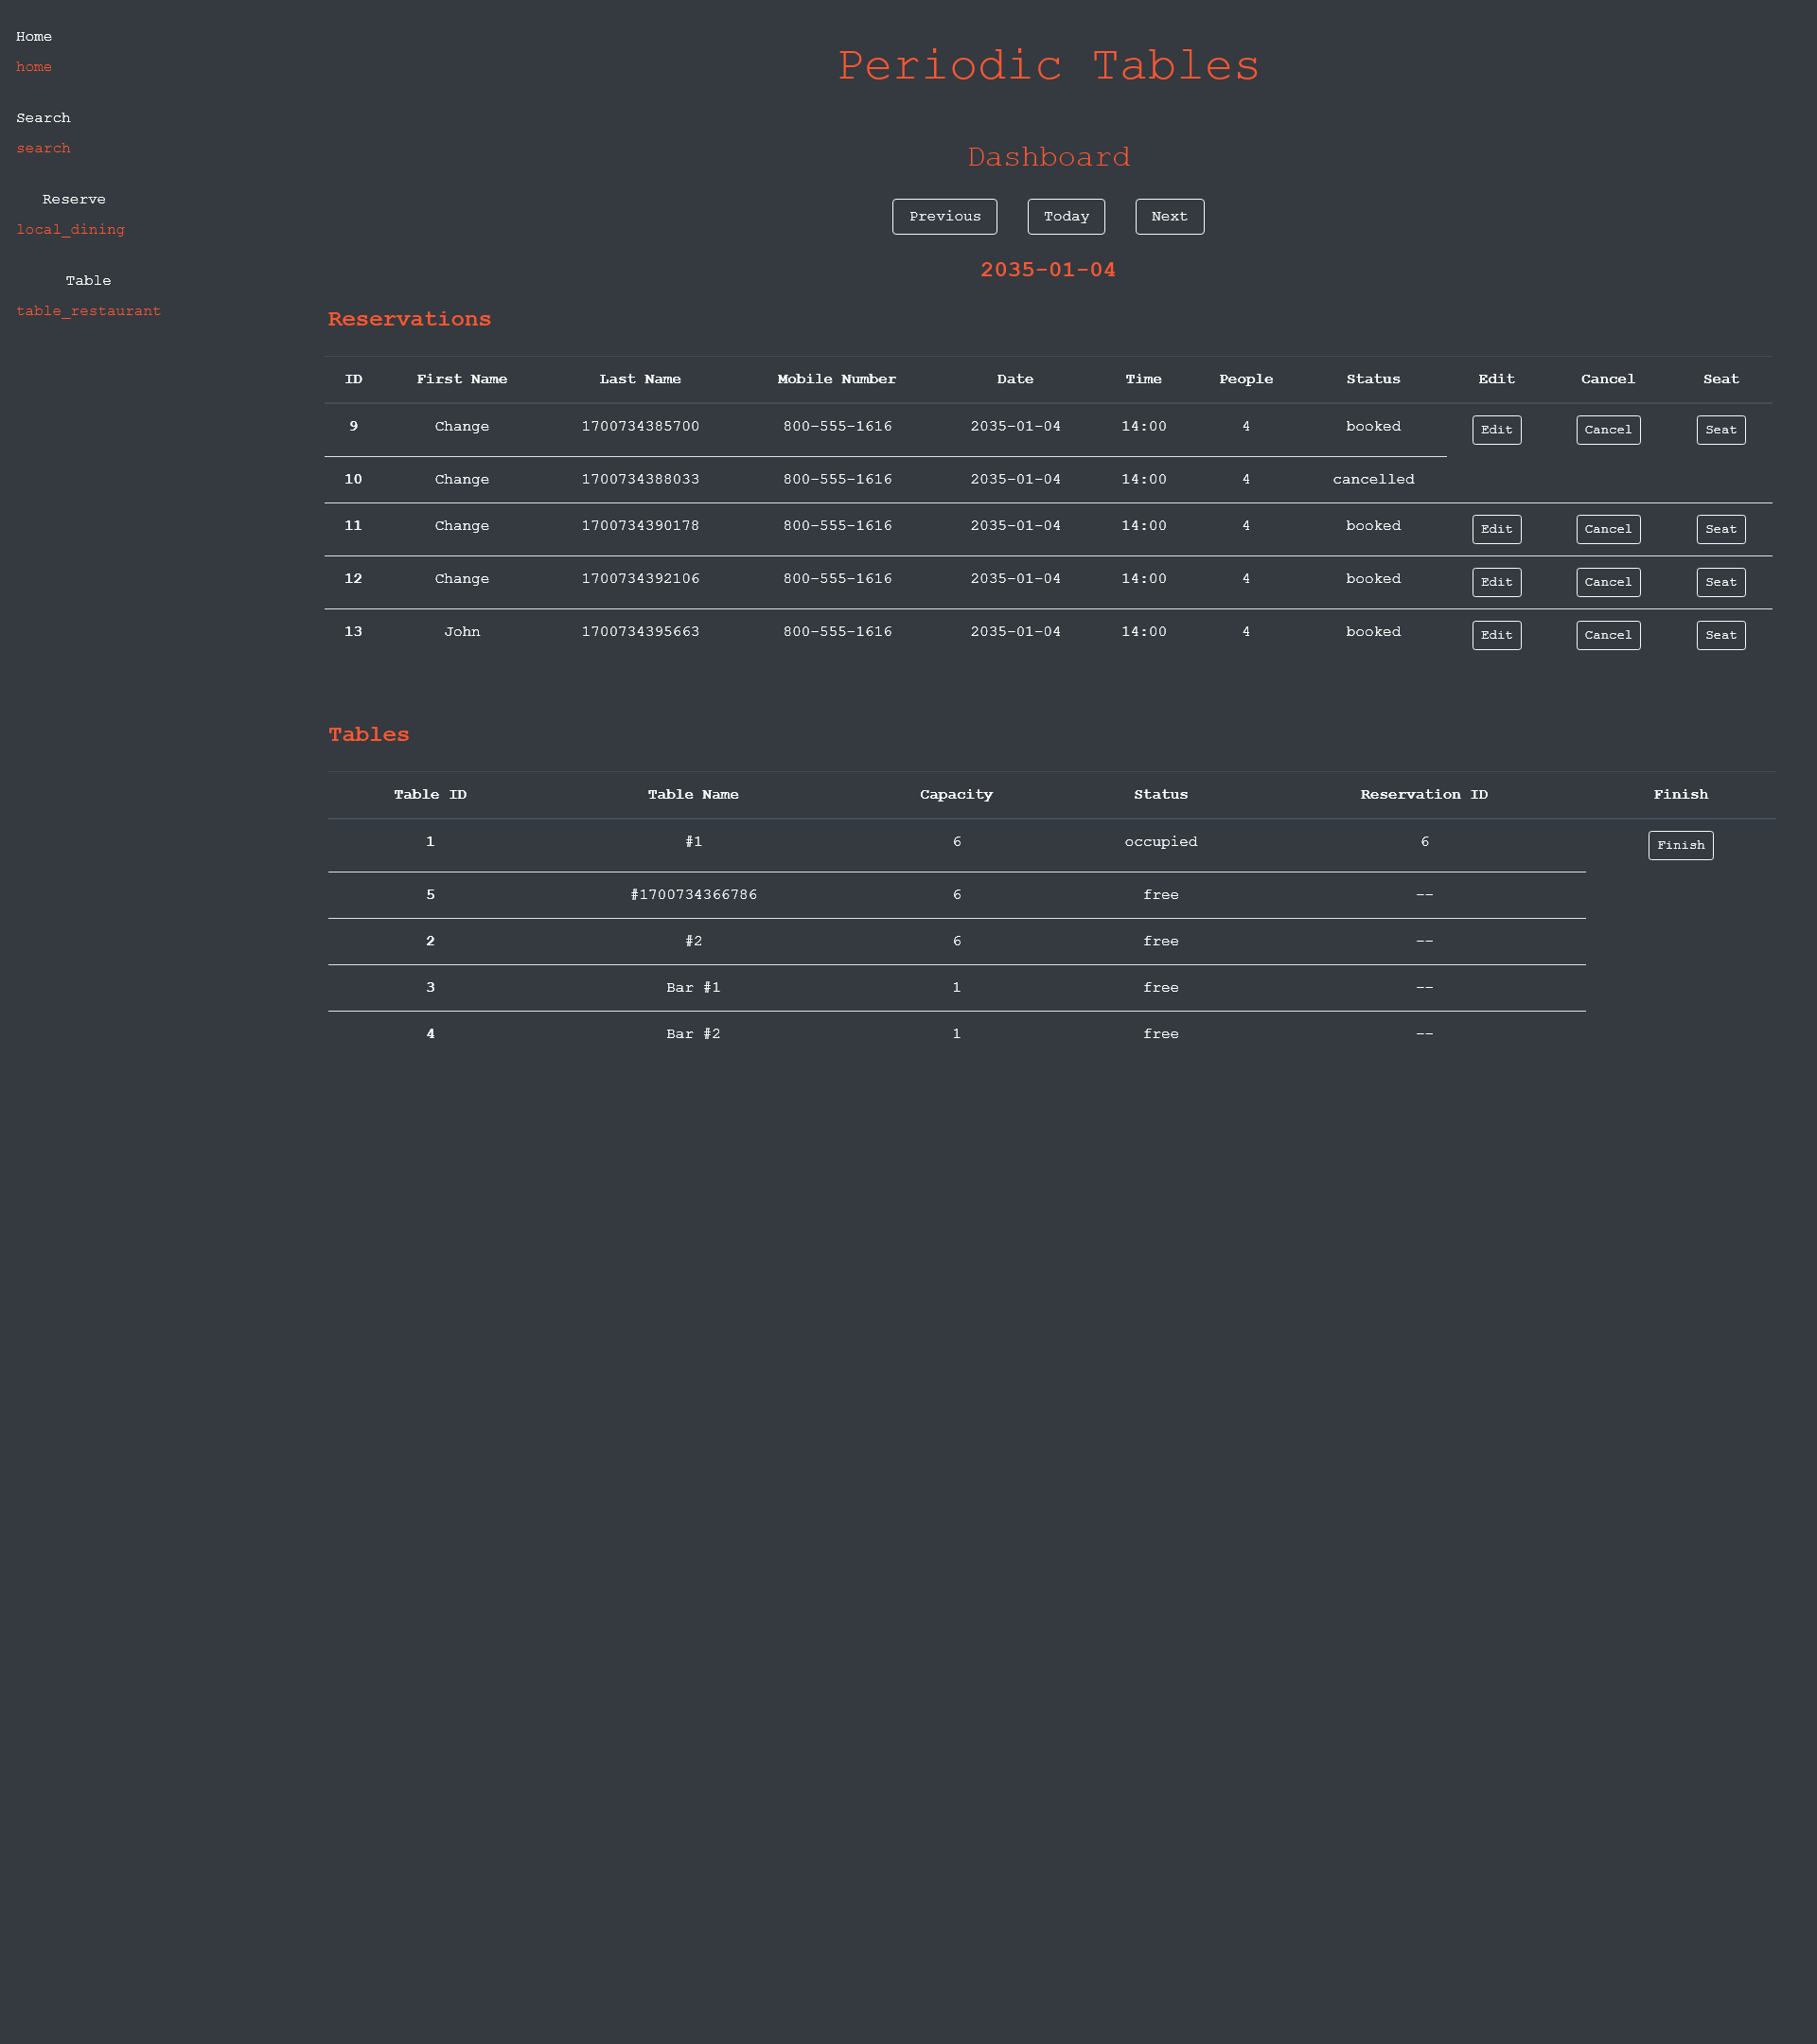 Home
home
Search
search
Reserve
local_dining
Table
table_restaurant
Periodic Tables
Dashboard
Previous Today Next
2035-01-04
Reservations
ID First Name Last Name Mobile Number Date Time People Status Edit Cancel Seat
9 Change 1700734385700 800-555-1616 2035-01-04 14:00 4 booked Edit Cancel Seat
10 Change 1700734388033 800-555-1616 2035-01-04 14:00 4 cancelled
11 Change 1700734390178 800-555-1616 2035-01-04 14:00 4 booked Edit Cancel Seat
12 Change 1700734392106 800-555-1616 2035-01-04 14:00 4 booked Edit Cancel Seat
13 John 1700734395663 800-555-1616 2035-01-04 14:00 4 booked Edit Cancel Seat
Tables
Table ID Table Name Capacity Status Reservation ID Finish
1 #1 6 occupied 6 Finish
5 #1700734366786 6 free --
2 #2 6 free --
3 Bar #1 1 free --
4 Bar #2 1 free --